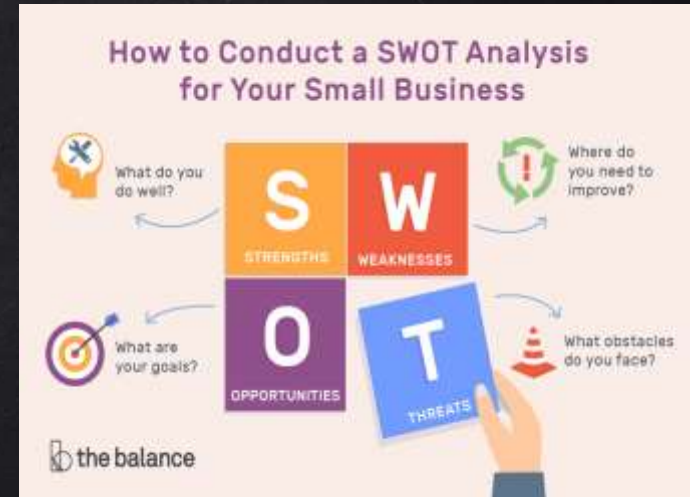 How to Conduct a SWOT Analysis
for Your Small Business
What do you
do well?
S
STRENGTHS
W
WEAKNESSES
Where do
you need to
improve?
What are
your goals?
O
OPPORTUNITIES
T
THREATS
What obstacles
do you face?
b the balance